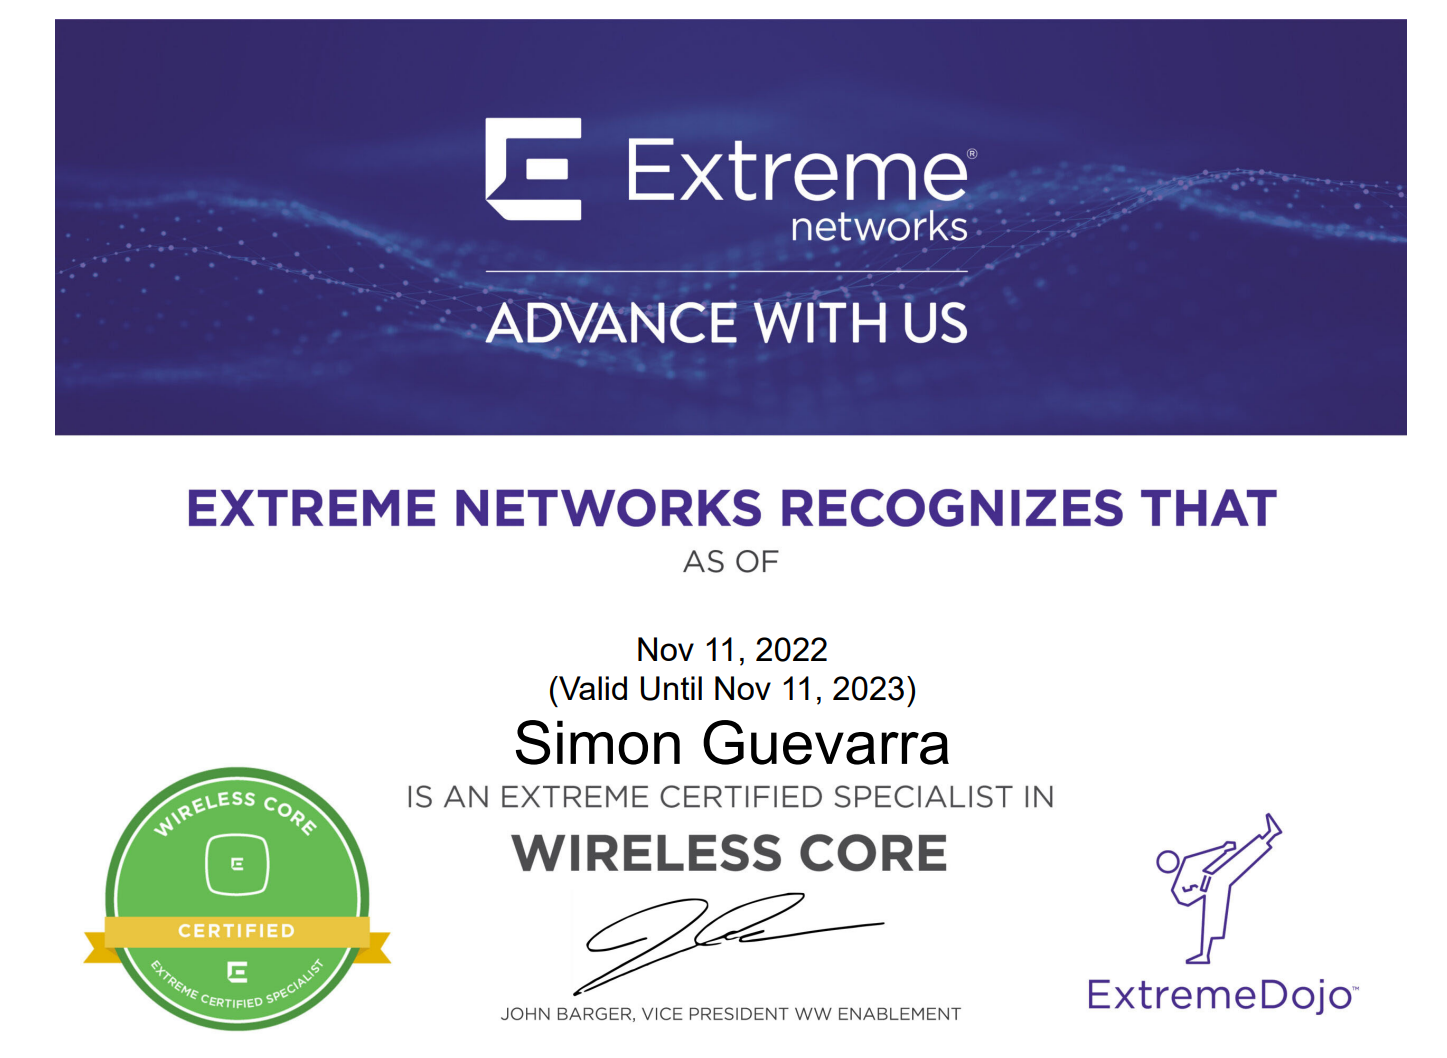 Extreme®
networks
ADVANCE WITH US
EXTREME NETWORKS RECOGNIZES THAT
AS OF
Nov 11, 2022
(Valid Until Nov 11, 2023)
Simon Guevarra
IS AN EXTREME CERTIFIED SPECIALIST IN
WIRELESS CORE
WIRELESS CORE
E
CERTIFIED
E
EXTREME CERTIFIED SPECIALIST
JOHN BARGER, VICE PRESIDENT WW ENABLEMENT
ExtremeDojo™